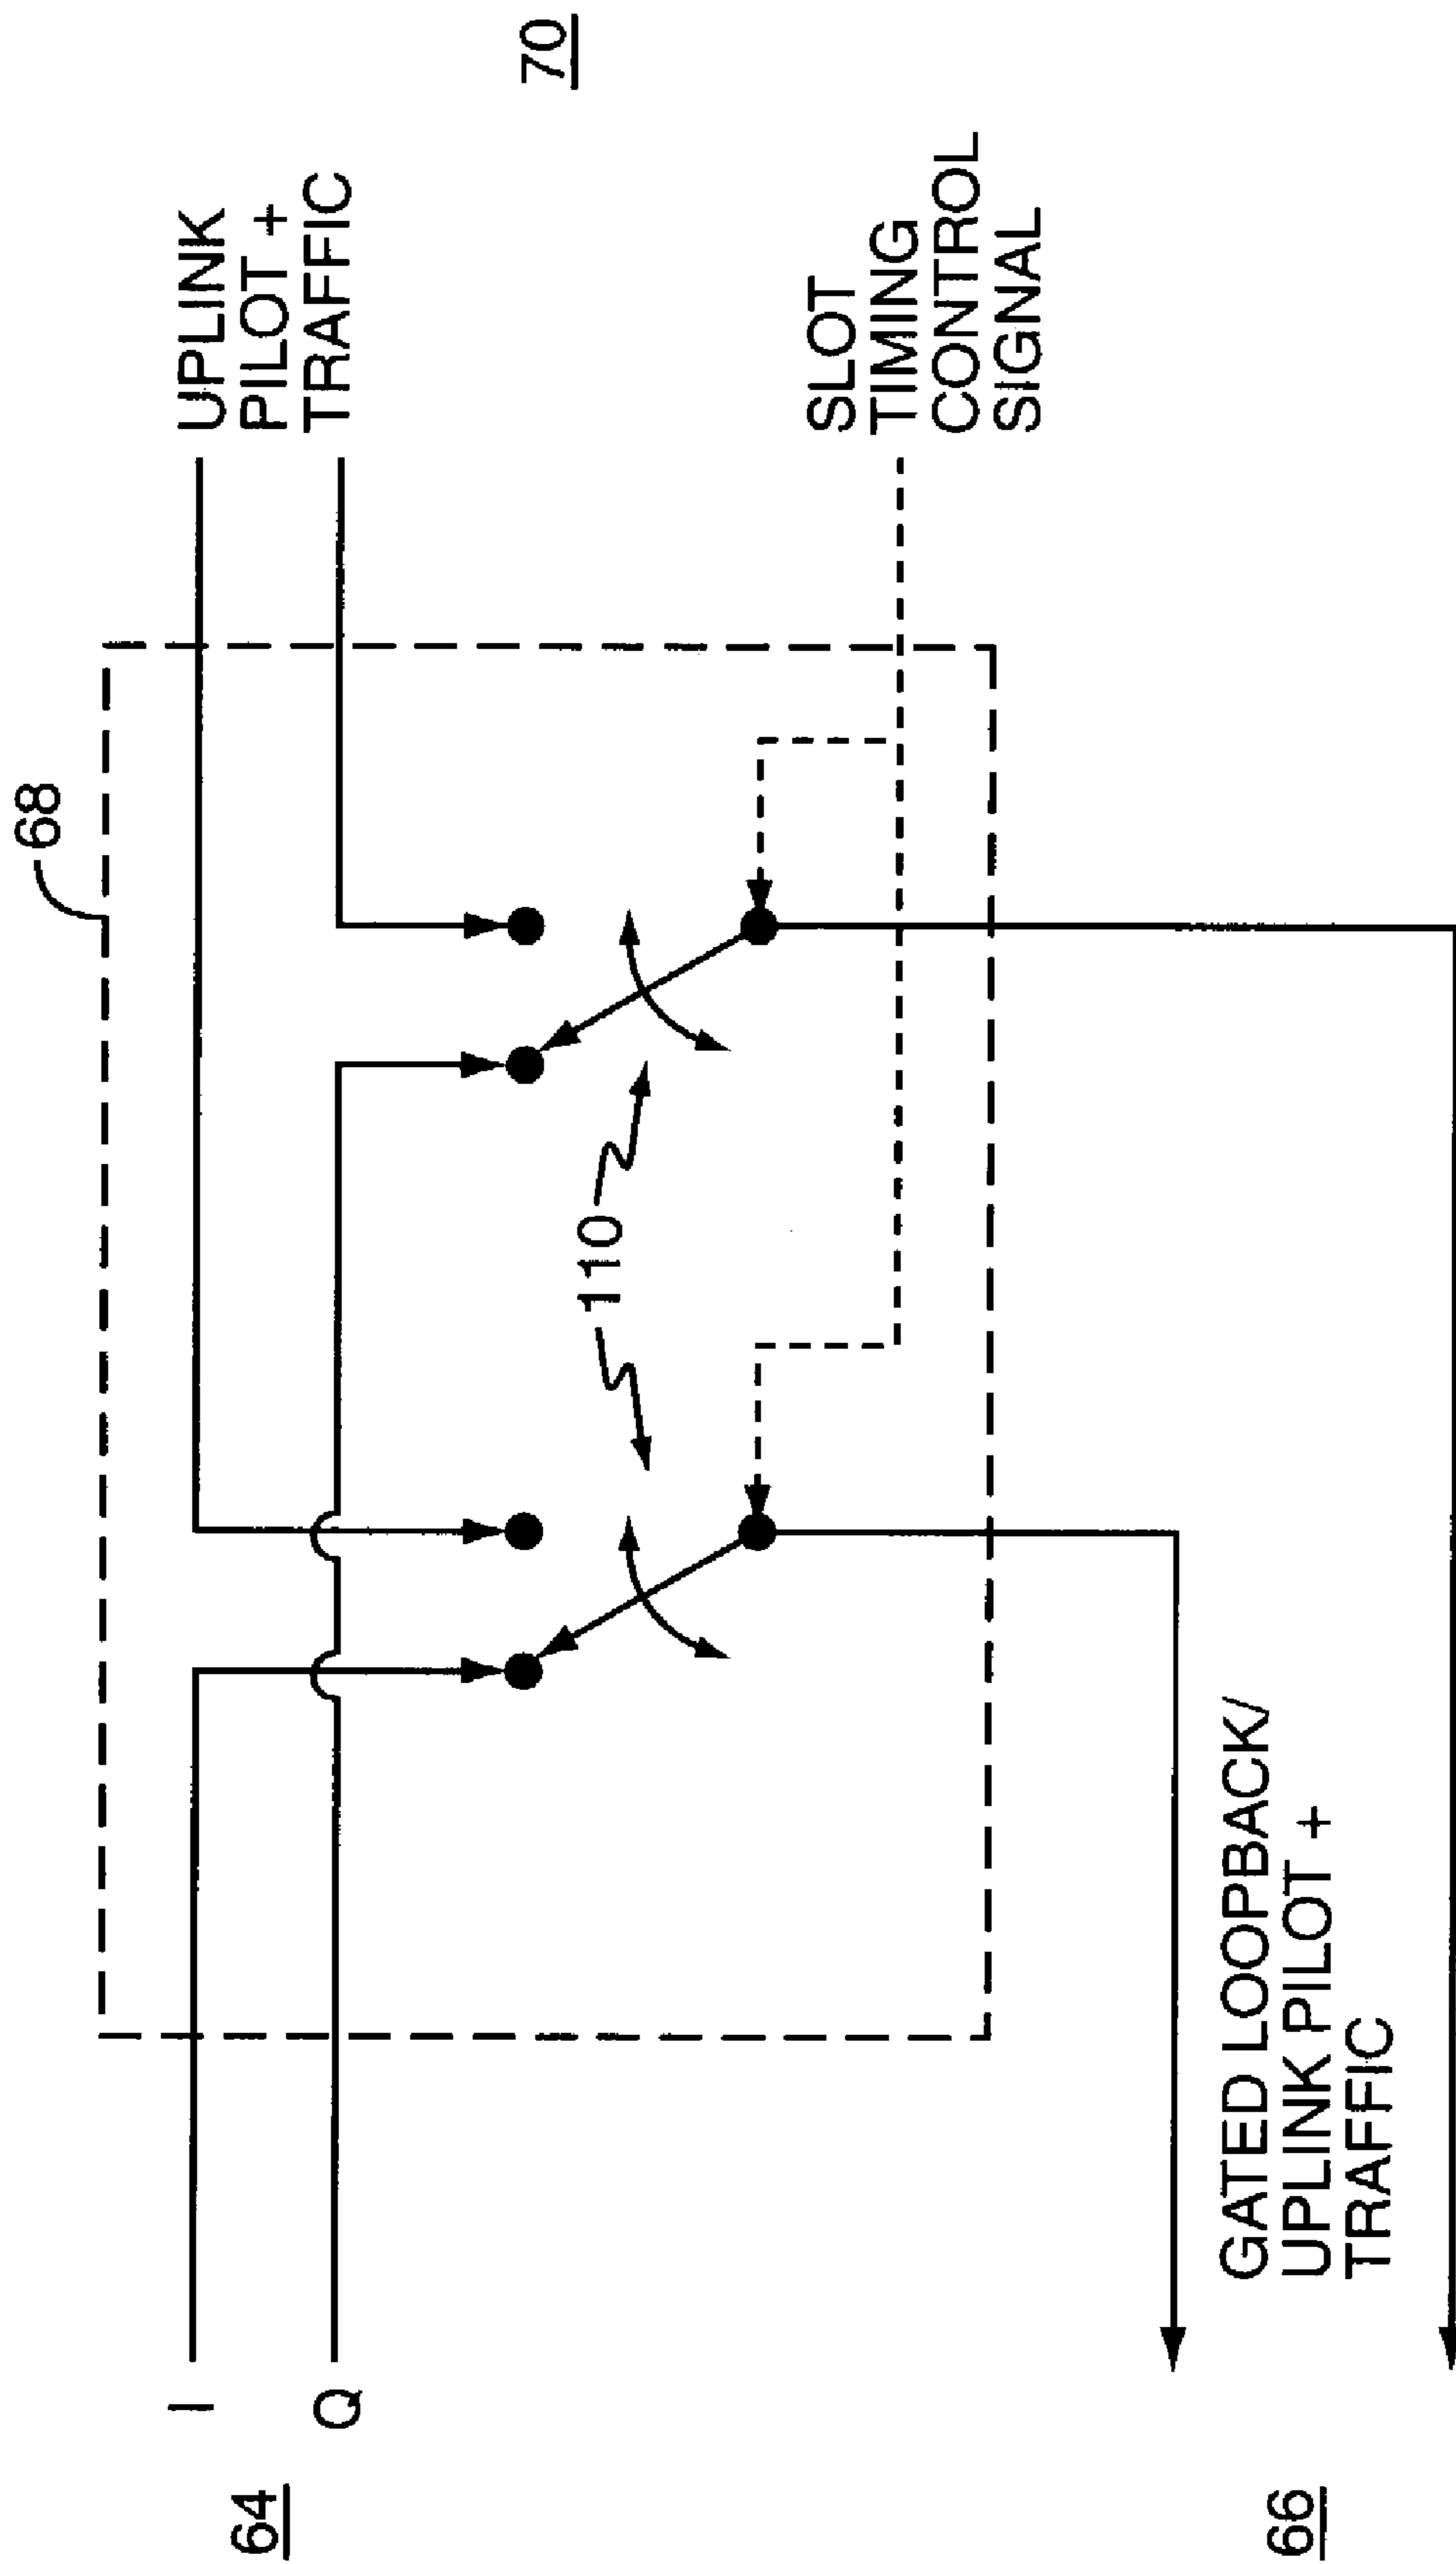 68
UPLINK
PILOT +
TRAFFIC
70
64
I
Q
110
SLOT
TIMING
CONTROL
SIGNAL
66
GATED LOOPBACK/
UPLINK PILOT +
TRAFFIC